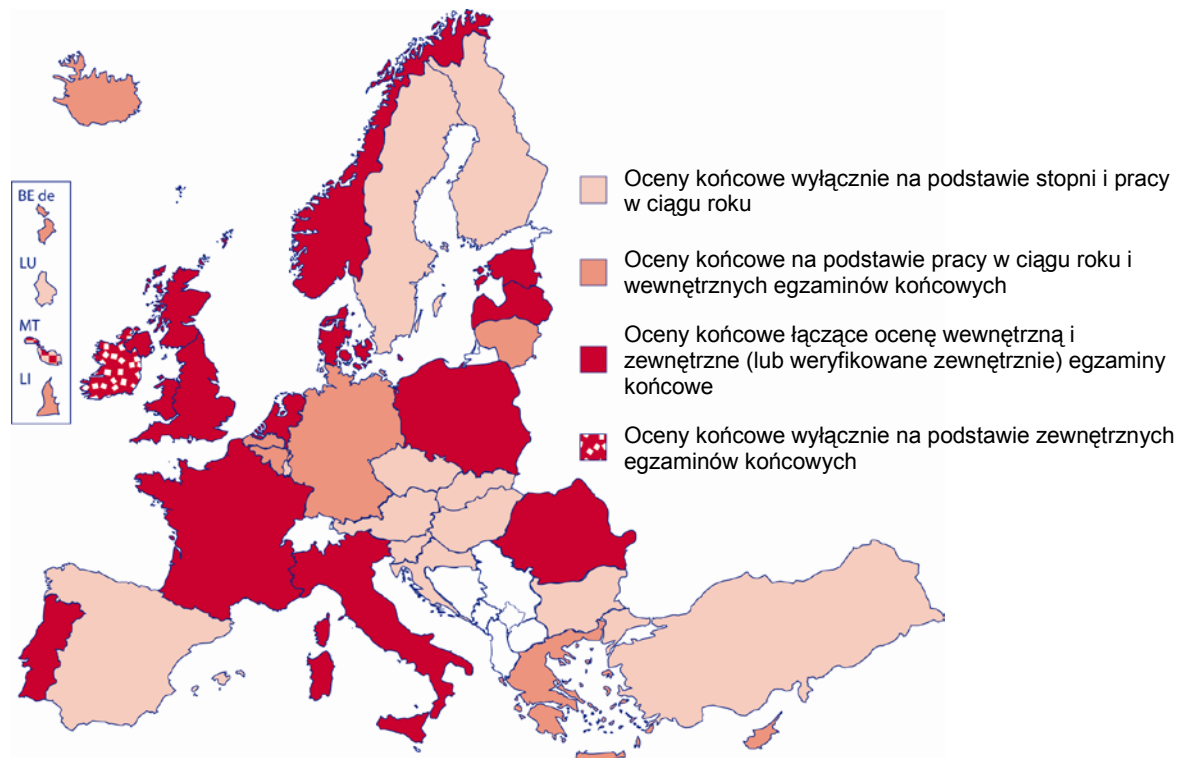 BE de
LU
MT
LI
Oceny końcowe wyłącznie na podstawie stopni i pracy
w ciągu roku
Oceny końcowe na podstawie pracy w ciągu roku i
wewnętrznych egzaminów końcowych
Oceny końcowe łączące ocenę wewnętrzną i
zewnętrzne (lub weryfikowane zewnętrznie) egzaminy
końcowe
Oceny końcowe wyłącznie na podstawie zewnętrznych
egzaminów końcowych